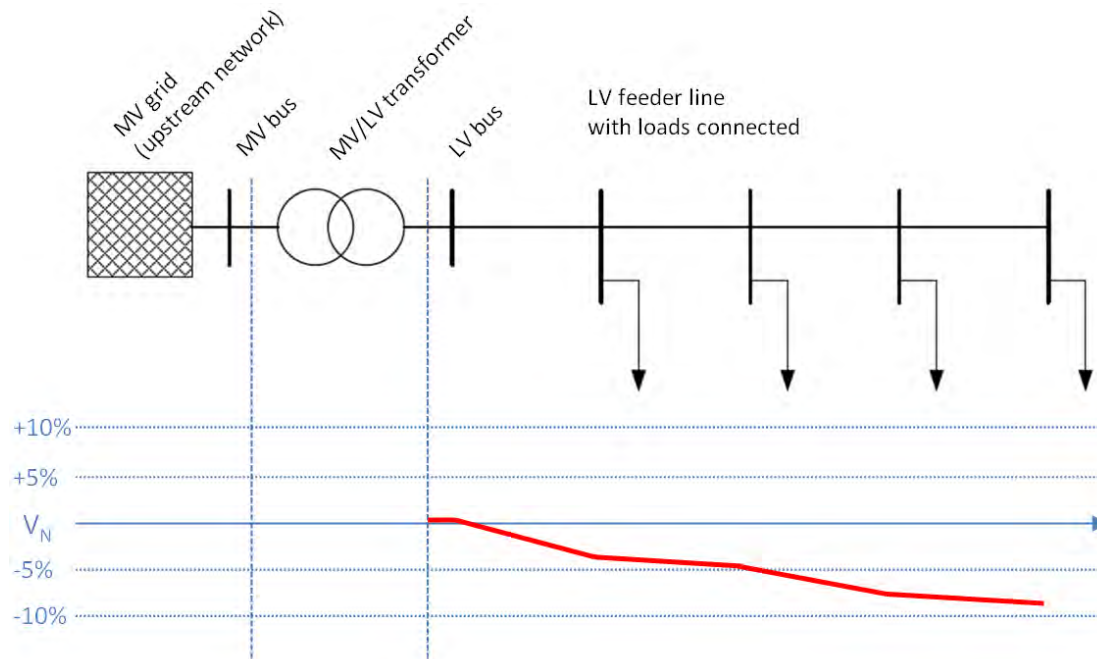 MV grid
(upstream network)
MV bus
MV/LV transformer
LV bus
LV feeder line
with loads connected
+10%
+5%
VN
-5%
-10%